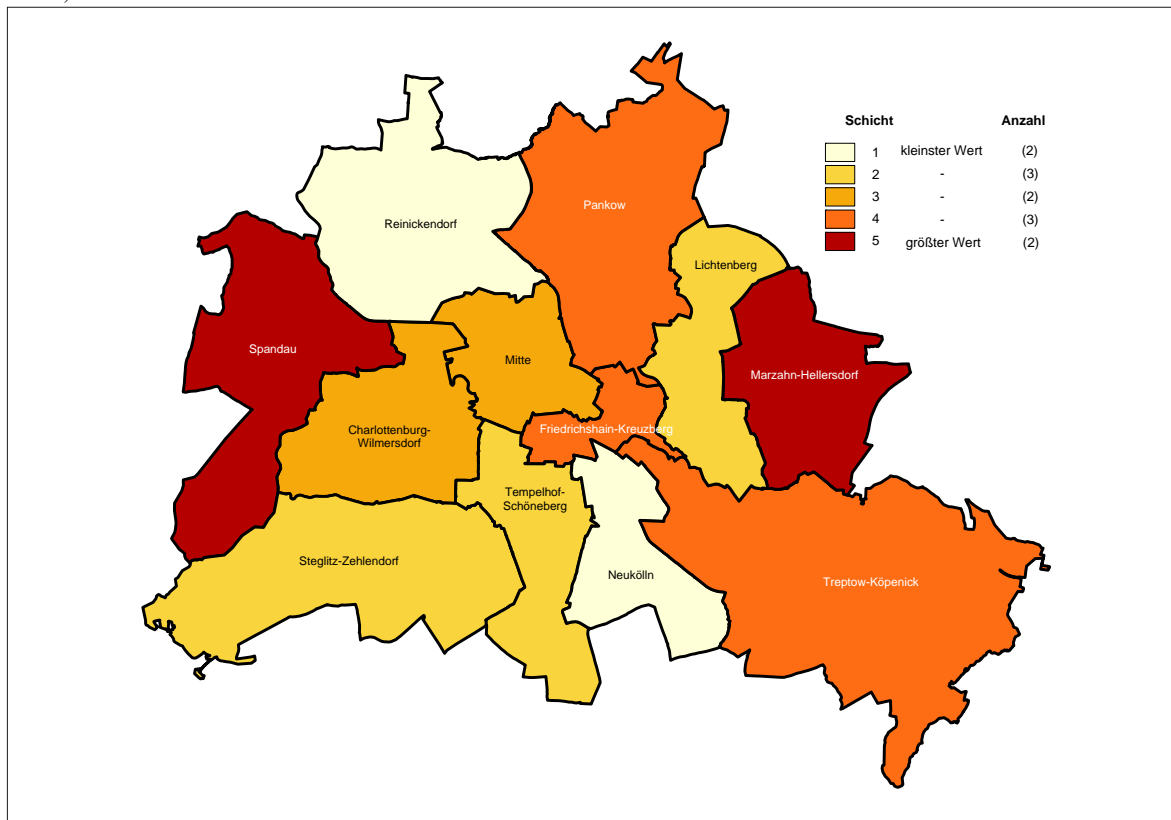 Schicht Anzahl
1 kleinster Wert (2)
2 - (3)
3 - (2)
4 - (3)
5 größter Wert (2)
Pankow
Reinickendorf
Lichtenberg
Spandau
Mitte
Marzahn-Hellersdorf
Charlottenburg-
Wilmersdorf
Friedrichshain-Kreuzberg
Tempelhof-
Schöneberg
Steglitz-Zehlendorf
Neukölln
Treptow-Köpenick